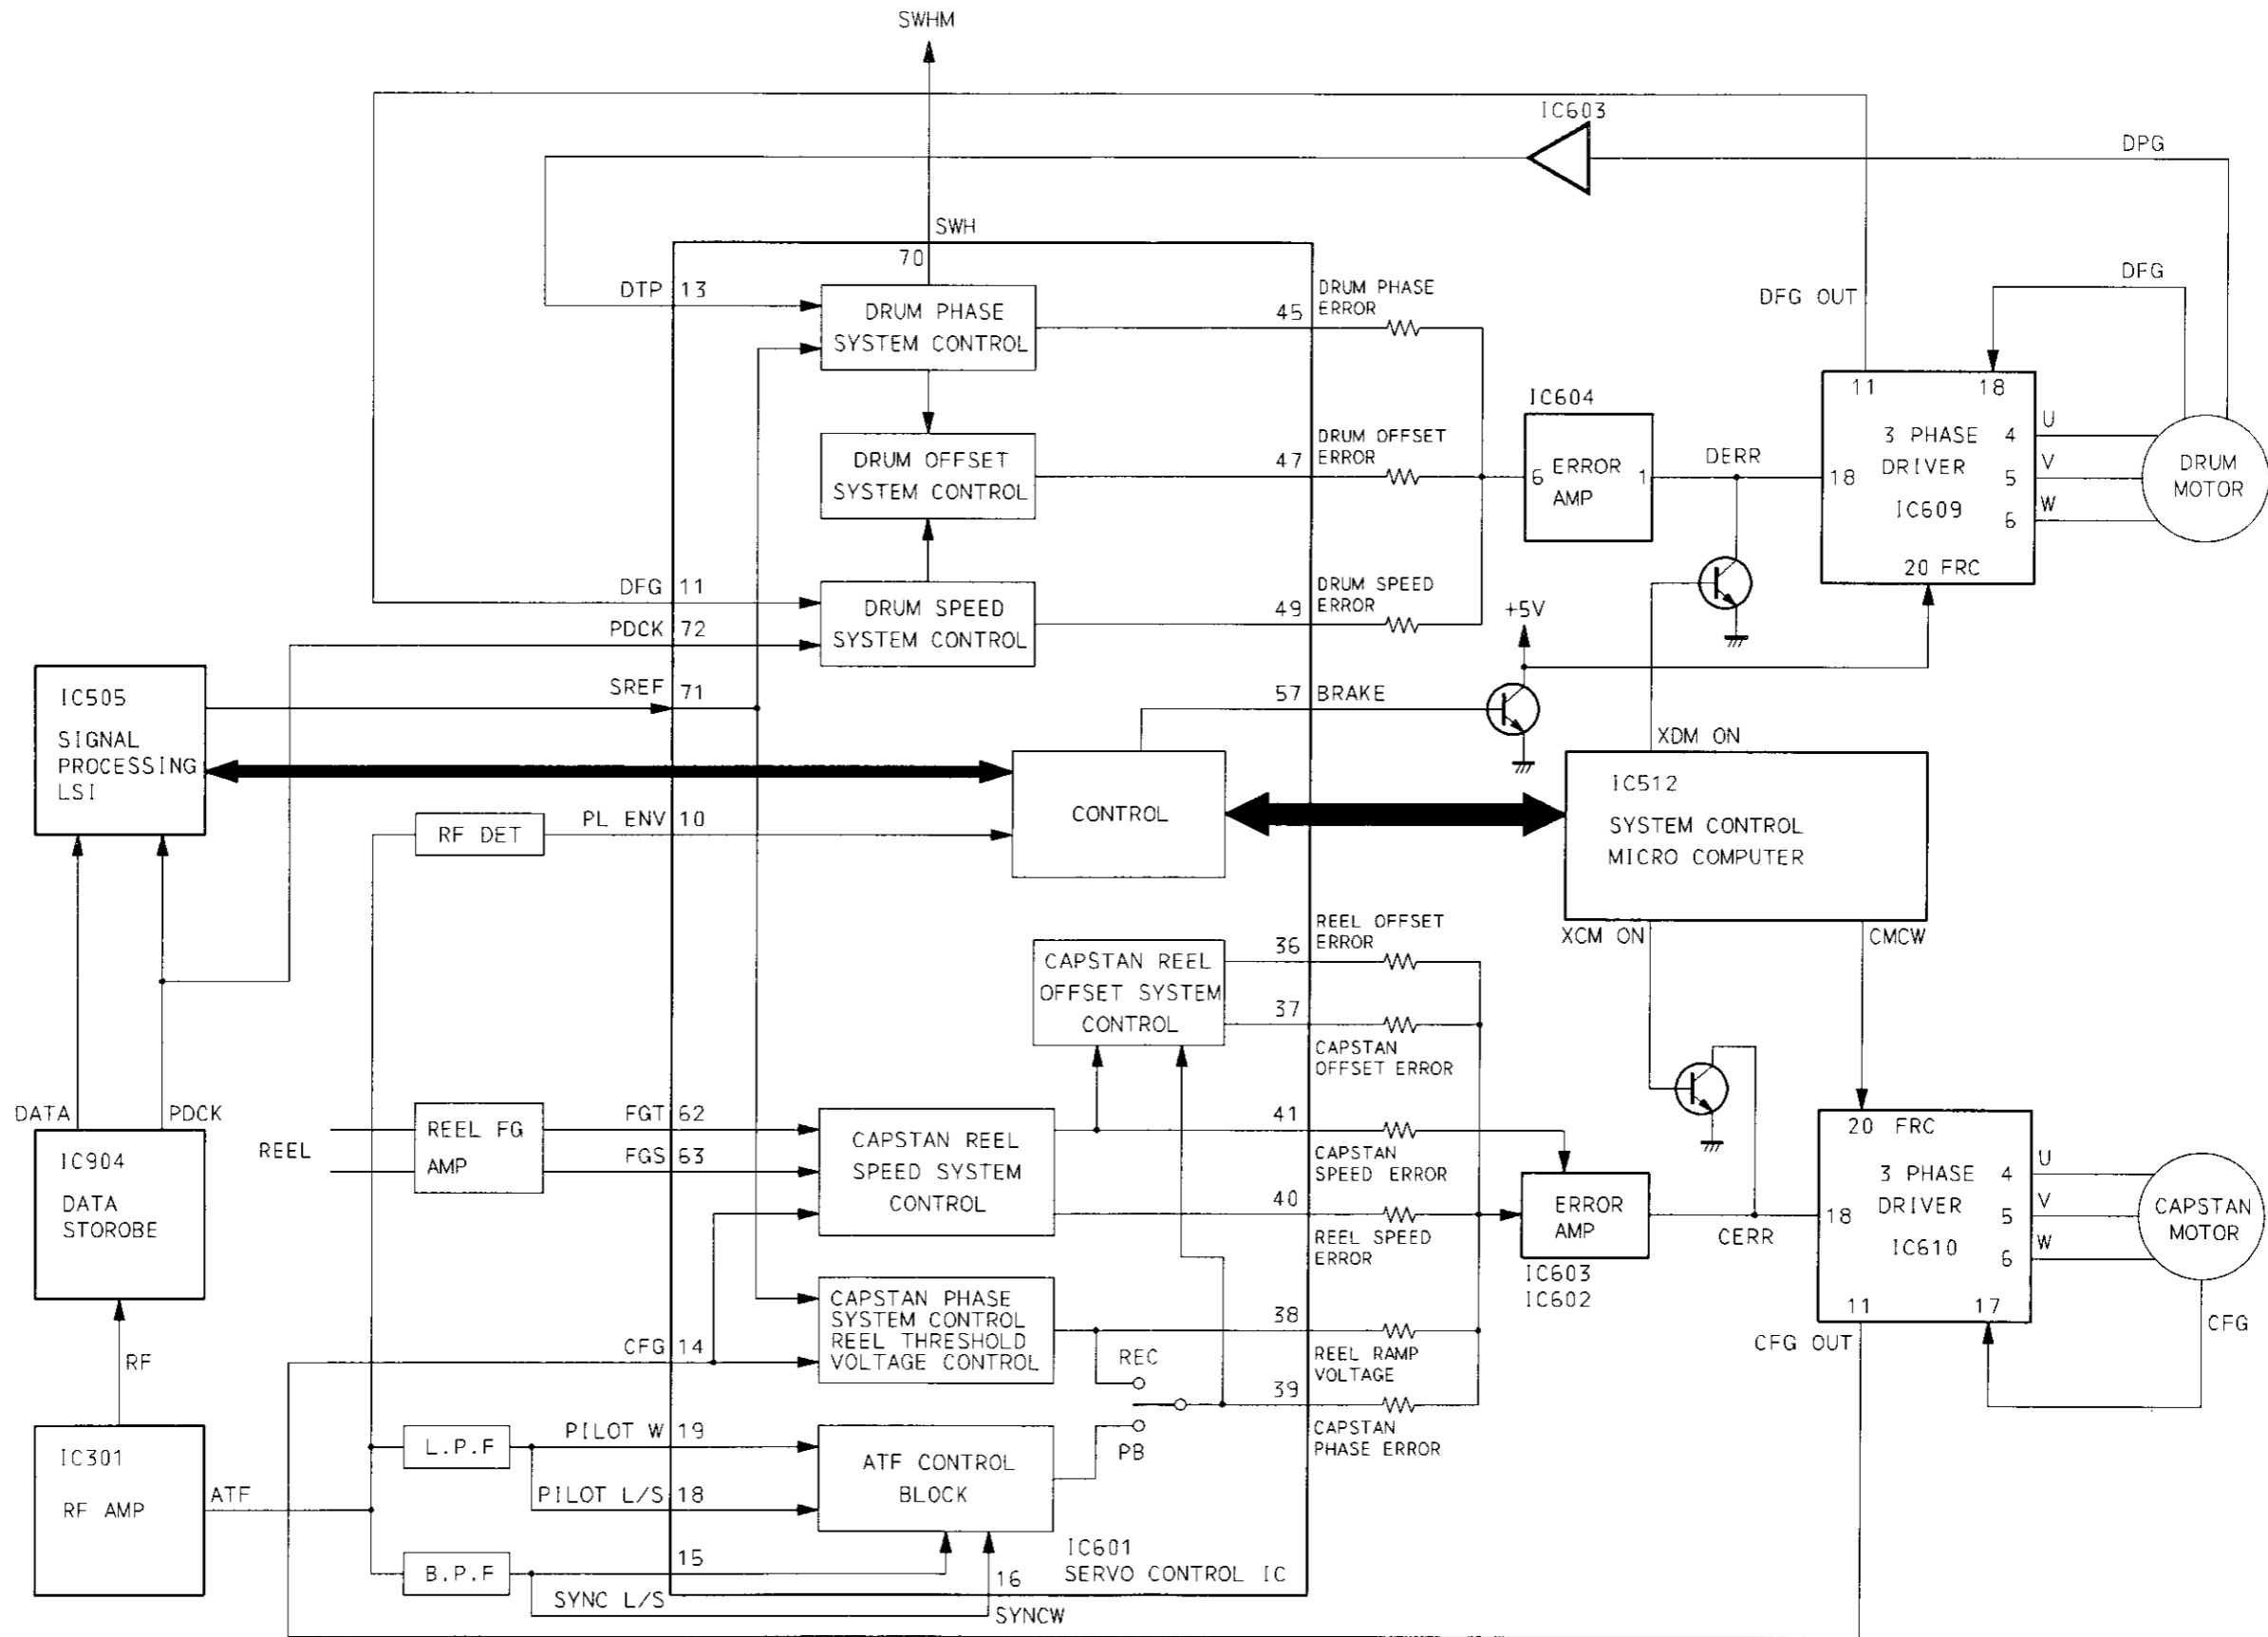 SWHM
IC603
DPG
SWH
70
DFG
DTP 13
DRUM PHASE
SYSTEM CONTROL
45
DRUM PHASE
ERROR
DFG OUT
IC604
11
18
DRUM OFFSET
SYSTEM CONTROL
47
DRUM OFFSET
ERROR
6
ERROR
AMP
1
DERR
18
3 PHASE
DRIVER
IC609
4
5
6
U
V
W
DRUM
MOTOR
20 FRC
DFG 11
PDCK 72
DRUM SPEED
SYSTEM CONTROL
49
DRUM SPEED
ERROR
+5V
IC505
SIGNAL
PROCESSING
LSI
SREF 71
57 BRAKE
XDM ON
RF DET
PL ENV 10
CONTROL
IC512
SYSTEM CONTROL
MICRO COMPUTER
XCM ON
CMCW
CAPSTAN REEL
OFFSET SYSTEM
CONTROL
36
REEL OFFSET
ERROR
37
CAPSTAN
OFFSET ERROR
DATA
PDCK
REEL
REEL FG
AMP
FGT 62
FGS 63
CAPSTAN REEL
SPEED SYSTEM
CONTROL
41
CAPSTAN
SPEED ERROR
40
REEL SPEED
ERROR
ERROR
AMP
IC603
IC602
CERR
20 FRC
18
3 PHASE
DRIVER
IC610
4
5
6
U
V
W
CAPSTAN
MOTOR
11
17
CFG OUT
CFG
IC904
DATA
STOROBE
RF
CFG 14
CAPSTAN PHASE
SYSTEM CONTROL
REEL THRESHOLD
VOLTAGE CONTROL
38
REEL RAMP
VOLTAGE
REC
PB
39
CAPSTAN
PHASE ERROR
IC301
RF AMP
ATF
L.P.F
PILOT W 19
PILOT L/S 18
ATF CONTROL
BLOCK
B.P.F
15
SYNC L/S
16
SYNCW
IC601
SERVO CONTROL IC